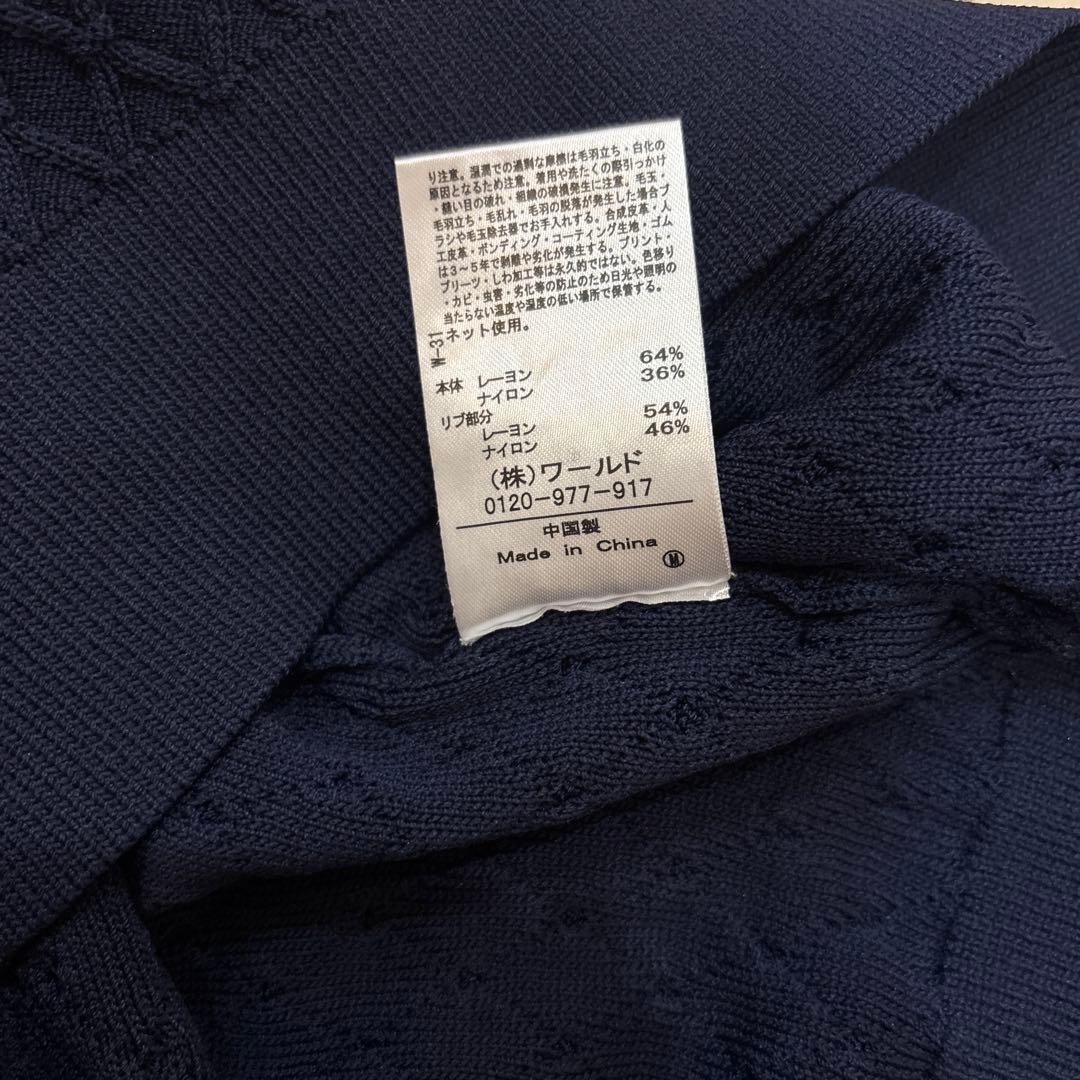 り注意。湿潤での過剰な摩擦は毛羽立ち・白化の
原因となるため注意。着用や洗たくの際引っかけ
・縫い目の破れ・組織の破損発生に注意。毛玉・
毛羽立ち・毛乱れ・毛羽の脱落が発生した場合ブ
ラシや毛玉除去器でお手入れする。合成皮革・人
工皮革・ボンディング・コーティング生地・ゴム
は3～5年で剥離や劣化が発生する。プリント・
プリーツ・しわ加工等は永久的ではない。色移り
・カビ・虫害・劣化等の防止のため日光や照明の
当たらない温度や湿度の低い場所で保管する。
ネット使用。
W-31
本体 レーヨン 64%
ナイロン 36%
リブ部分
レーヨン 54%
ナイロン 46%
(株)ワールド
0120-977-917
中国製
Made in China
M